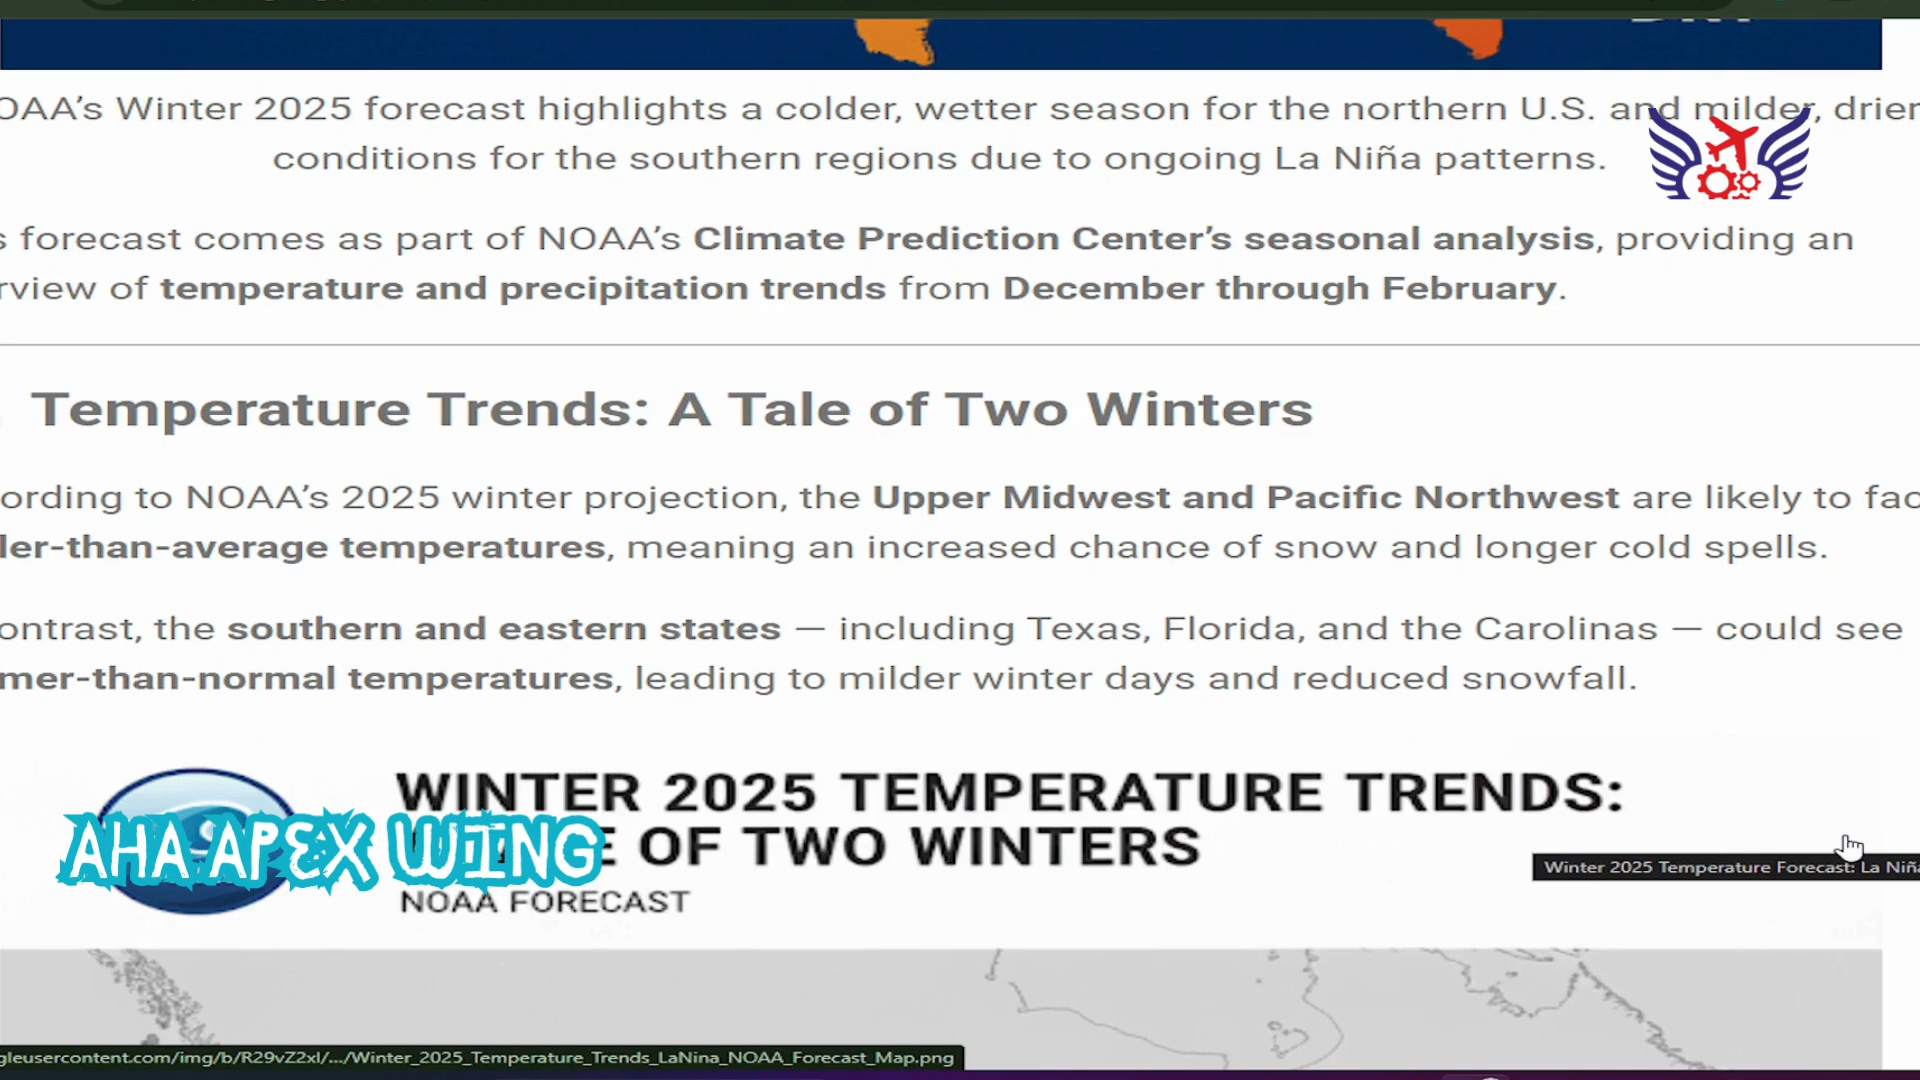 OAA’s Winter 2025 forecast highlights a colder, wetter season for the northern U.S. and milder, drier
conditions for the southern regions due to ongoing La Niña patterns.
s forecast comes as part of NOAA’s Climate Prediction Center’s seasonal analysis, providing an
rview of temperature and precipitation trends from December through February.
Temperature Trends: A Tale of Two Winters
ording to NOAA’s 2025 winter projection, the Upper Midwest and Pacific Northwest are likely to fac
ler-than-average temperatures, meaning an increased chance of snow and longer cold spells.
ontrast, the southern and eastern states — including Texas, Florida, and the Carolinas — could see
mer-than-normal temperatures, leading to milder winter days and reduced snowfall.
WINTER 2025 TEMPERATURE TRENDS:
E OF TWO WINTERS
AHA APEX WING
NOAA FORECAST
Winter 2025 Temperature Forecast: La Niña
gleusercontent.com/img/b/R29vZ2xl/.../Winter_2025_Temperature_Trends_LaNina_NOAA_Forecast_Map.png